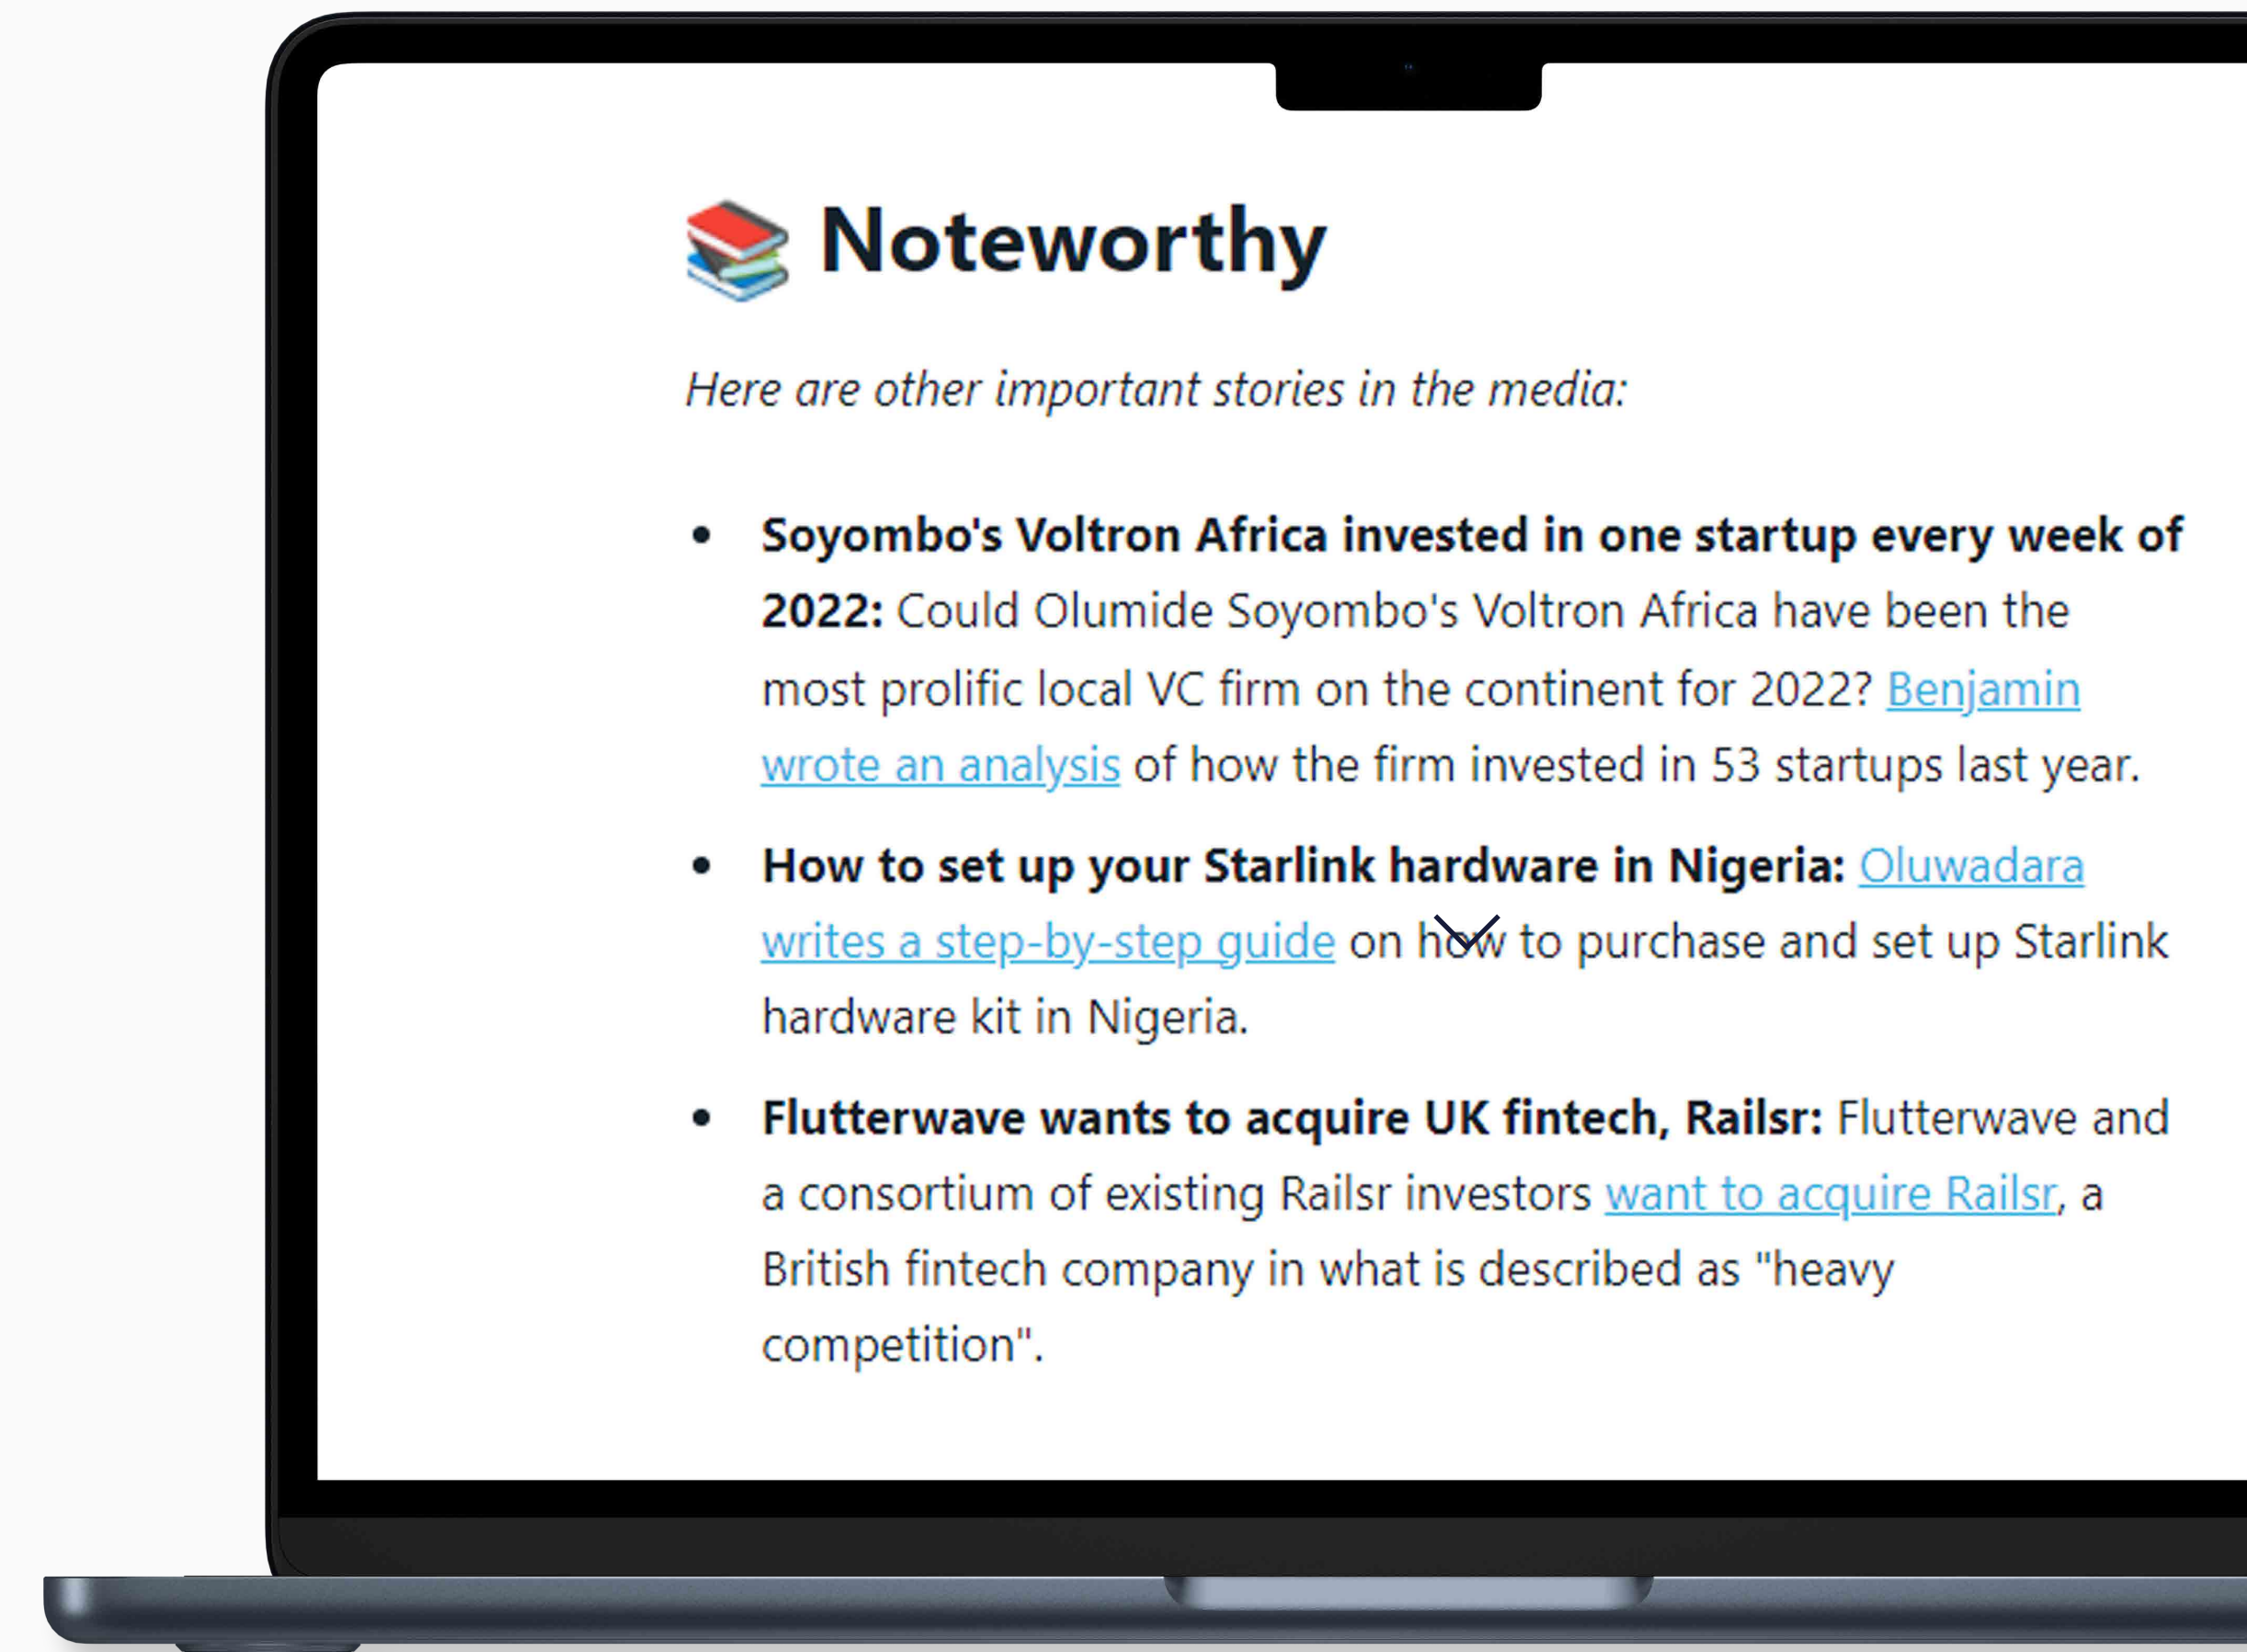 📚 Noteworthy
Here are other important stories in the media:
• Soyombo's Voltron Africa invested in one startup every week of
2022: Could Olumide Soyombo's Voltron Africa have been the
most prolific local VC firm on the continent for 2022? Benjamin
wrote an analysis of how the firm invested in 53 startups last year.
• How to set up your Starlink hardware in Nigeria: Oluwadara
writes a step-by-step guide on how to purchase and set up Starlink
hardware kit in Nigeria.
• Flutterwave wants to acquire UK fintech, Railsr: Flutterwave and
a consortium of existing Railsr investors want to acquire Railsr, a
British fintech company in what is described as "heavy
competition".